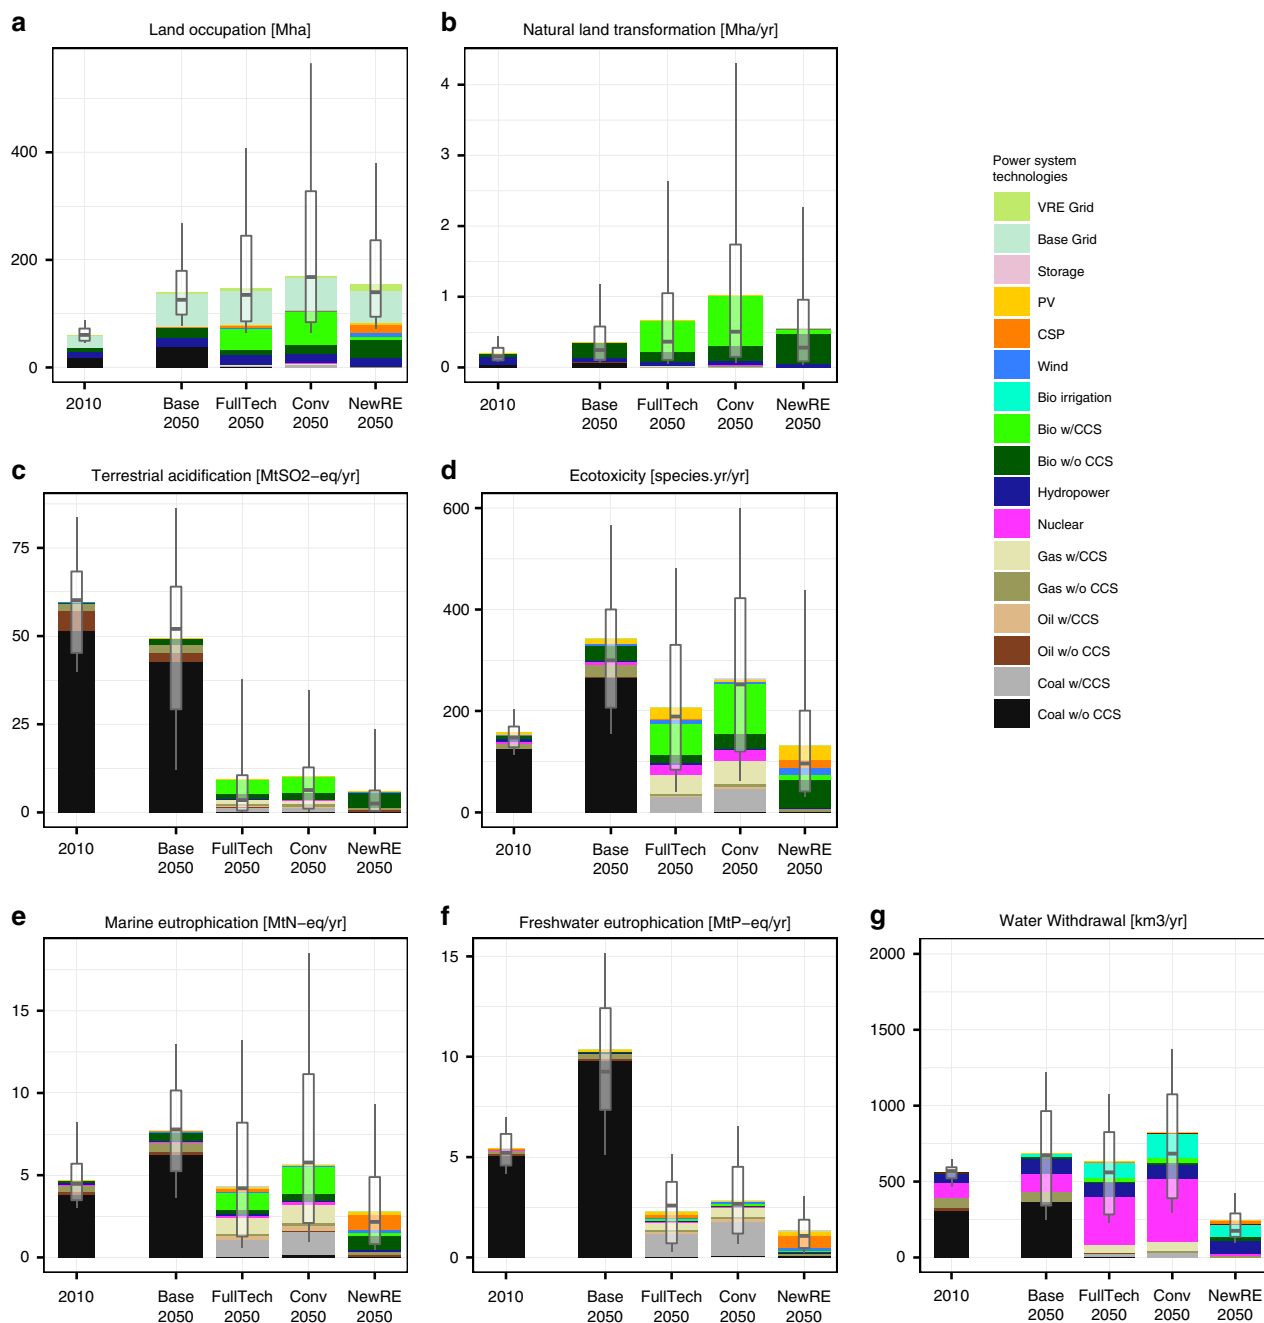 a
Land occupation [Mha]
400
200
0
2010
Base
2050
FullTech
2050
Conv
2050
NewRE
2050
b
Natural land transformation [Mha/yr]
4
3
2
1
0
2010
Base
2050
FullTech
2050
Conv
2050
NewRE
2050
Power system
technologies
VRE Grid
Base Grid
Storage
PV
CSP
Wind
Bio irrigation
Bio w/CCS
Bio w/o CCS
Hydropower
Nuclear
Gas w/CCS
Gas w/o CCS
Oil w/CCS
Oil w/o CCS
Coal w/CCS
Coal w/o CCS
c
Terrestrial acidification [MtSO2−eq/yr]
75
50
25
0
2010
Base
2050
FullTech
2050
Conv
2050
NewRE
2050
d
Ecotoxicity [species.yr/yr]
600
400
200
0
2010
Base
2050
FullTech
2050
Conv
2050
NewRE
2050
e
Marine eutrophication [MtN−eq/yr]
15
10
5
0
2010
Base
2050
FullTech
2050
Conv
2050
NewRE
2050
f
Freshwater eutrophication [MtP−eq/yr]
15
10
5
0
2010
Base
2050
FullTech
2050
Conv
2050
NewRE
2050
g
Water Withdrawal [km3/yr]
2000
1500
1000
500
0
2010
Base
2050
FullTech
2050
Conv
2050
NewRE
2050